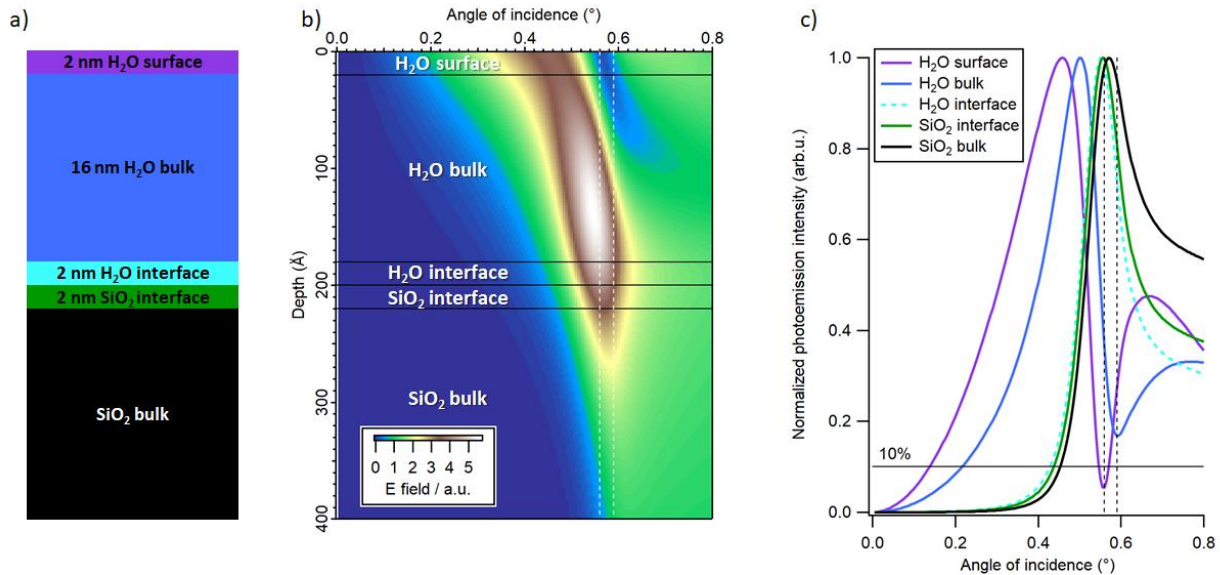 a)
2 nm H₂O surface
16 nm H₂O bulk
2 nm H₂O interface
2 nm SiO₂ interface
SiO₂ bulk
b)
Angle of incidence (°)
0.0 0.2 0.4 0.6 0.8
Depth (Å)
0
100
200
300
400
H₂O surface
H₂O bulk
H₂O interface
SiO₂ interface
SiO₂ bulk
0 1 2 3 4 5
E field / a.u.
c)
Normalized photoemission intensity (arb.u.)
1.0
0.8
0.6
0.4
0.2
0.0
H₂O surface
H₂O bulk
H₂O interface
SiO₂ interface
SiO₂ bulk
10%
0.0 0.2 0.4 0.6 0.8
Angle of incidence (°)